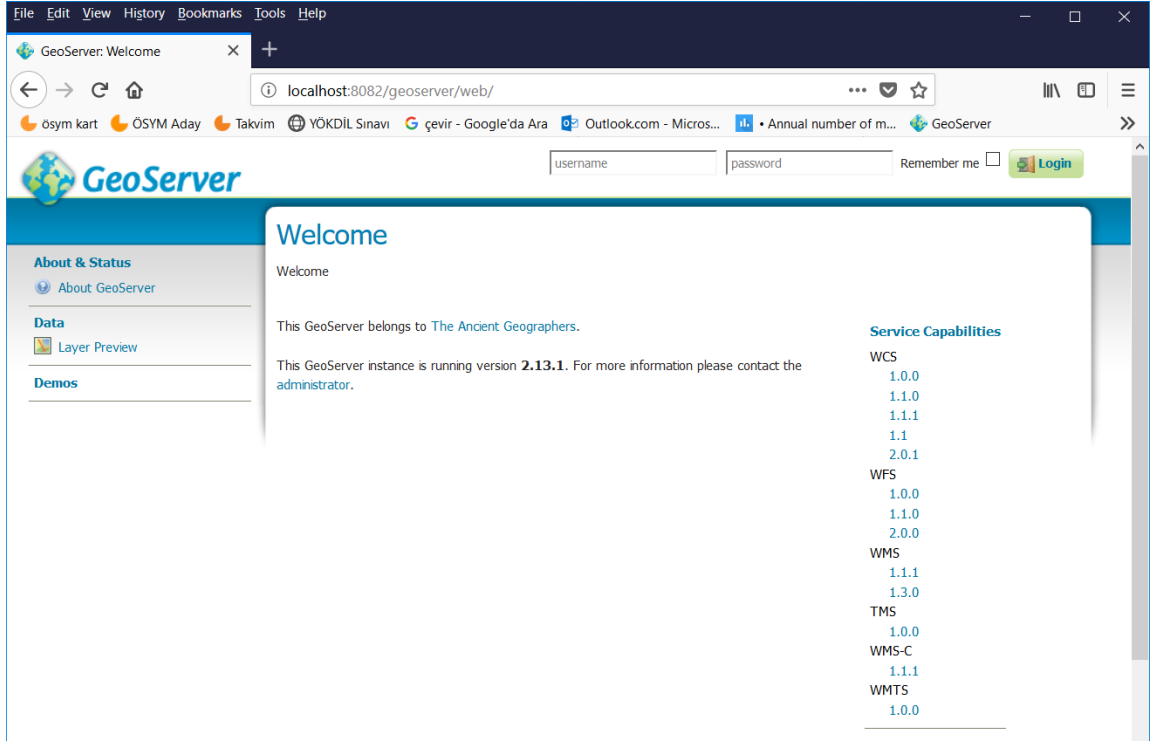 File Edit View History Bookmarks Tools Help
GeoServer: Welcome
localhost:8082/geoserver/web/
ösym kart ÖSYM Aday Takvim YÖKDİL Sınavı çevir - Google'da Ara Outlook.com - Micros... • Annual number of m... GeoServer
GeoServer
username password Remember me Login
Welcome
About & Status
About GeoServer
Data
Layer Preview
Demos
Welcome
This GeoServer belongs to The Ancient Geographers.
This GeoServer instance is running version 2.13.1. For more information please contact the
administrator.
Service Capabilities
WCS
1.0.0
1.1.0
1.1.1
1.1
2.0.1
WFS
1.0.0
1.1.0
2.0.0
WMS
1.1.1
1.3.0
TMS
1.0.0
WMS-C
1.1.1
WMTS
1.0.0